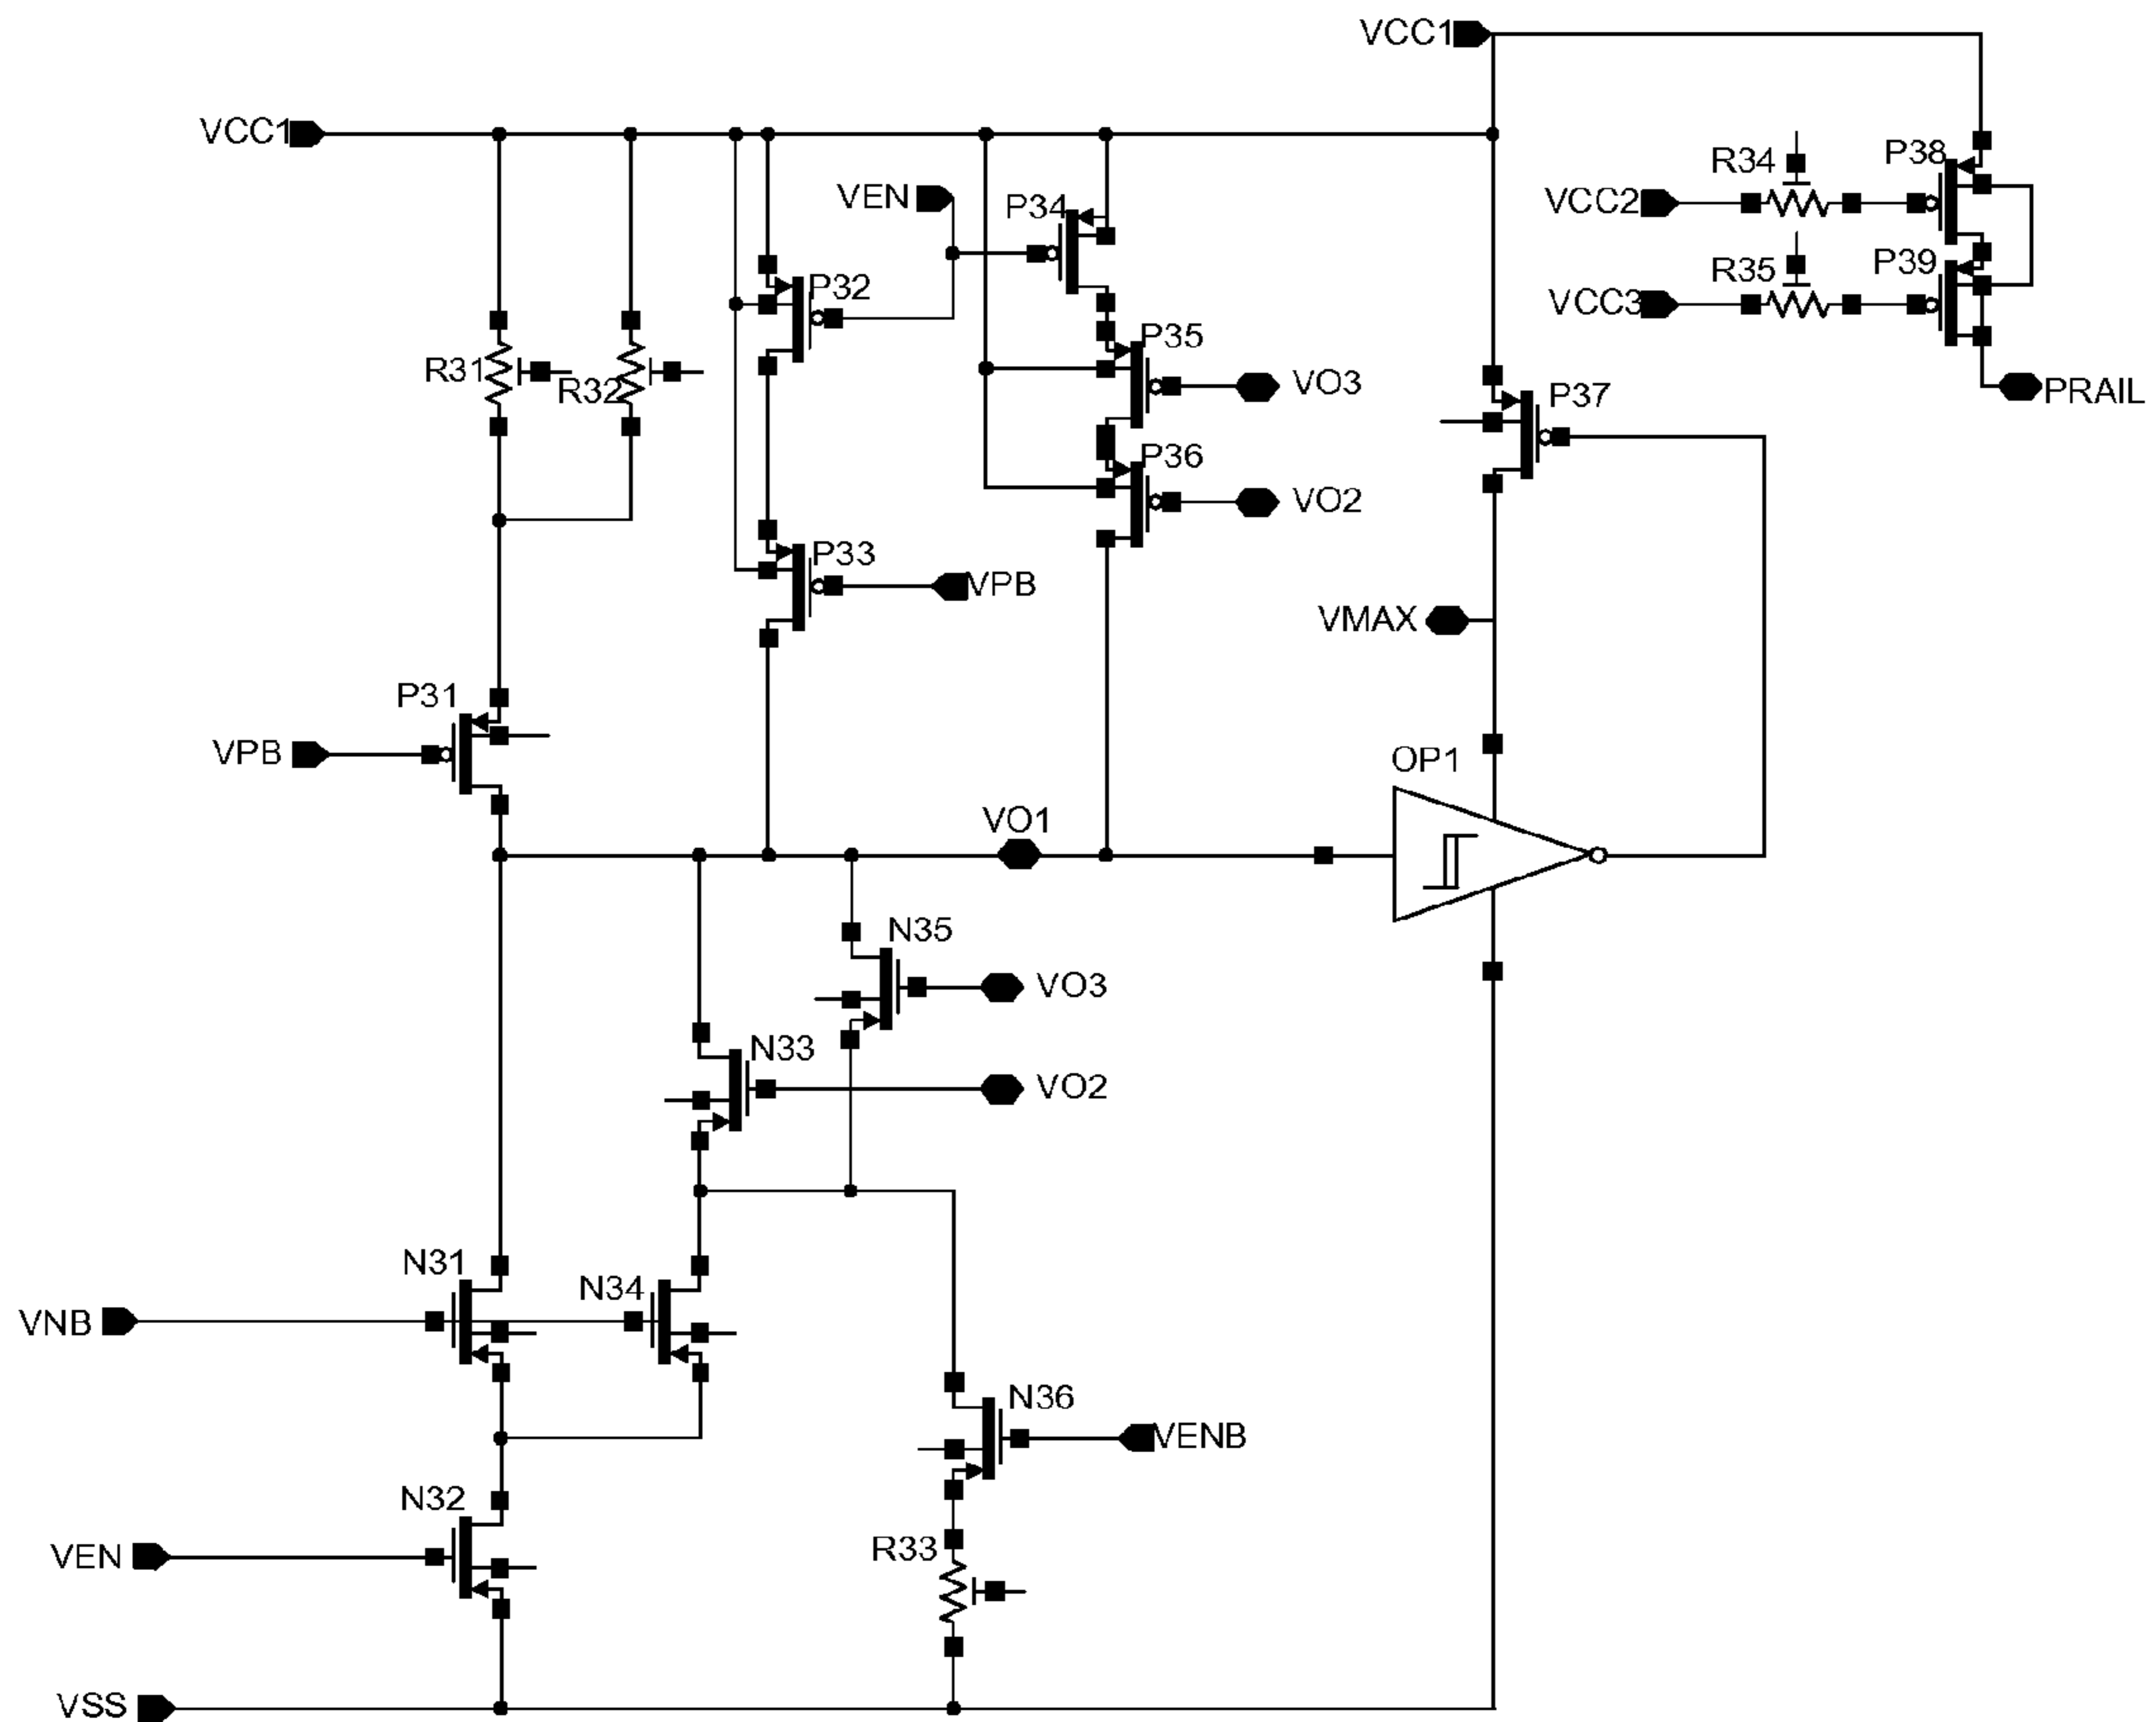 VCC1
VCC1
R34
P38
VCC2
VEN
P34
R35
P39
VCC3
P32
P35
VO3
R31
R32
P37
PRAIL
P36
VO2
P33
VPB
VMAX
P31
VPB
OP1
VO1
N35
VO3
N33
VO2
N31
N34
VNB
N36
VENB
N32
R33
VEN
VSS